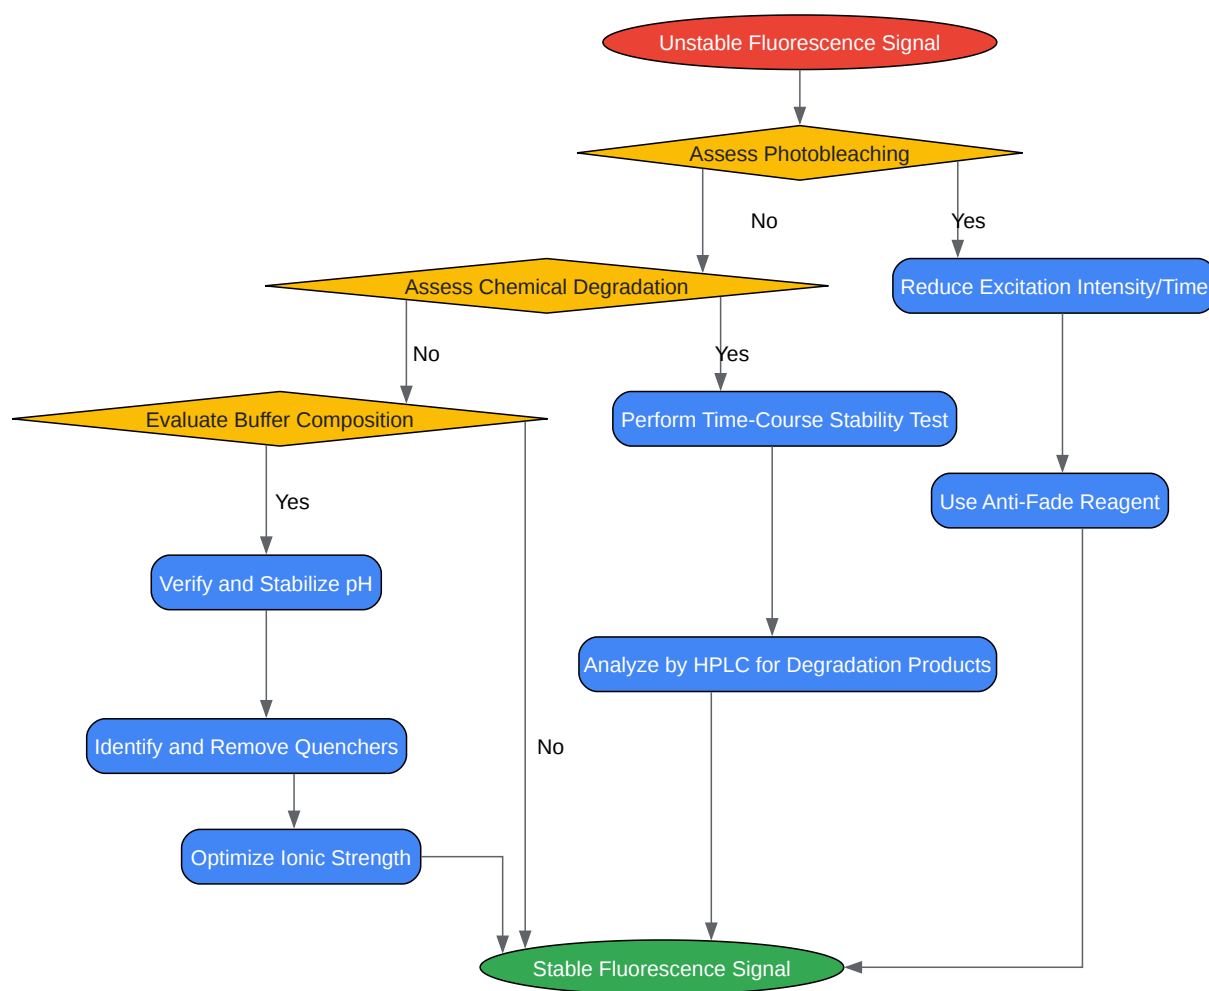 Unstable Fluorescence Signal
Assess Photobleaching
No
Yes
Assess Chemical Degradation
Reduce Excitation Intensity/Time
No
Yes
Evaluate Buffer Composition
Perform Time-Course Stability Test
Yes
Use Anti-Fade Reagent
Verify and Stabilize pH
Analyze by HPLC for Degradation Products
Identify and Remove Quenchers
No
Optimize Ionic Strength
Stable Fluorescence Signal